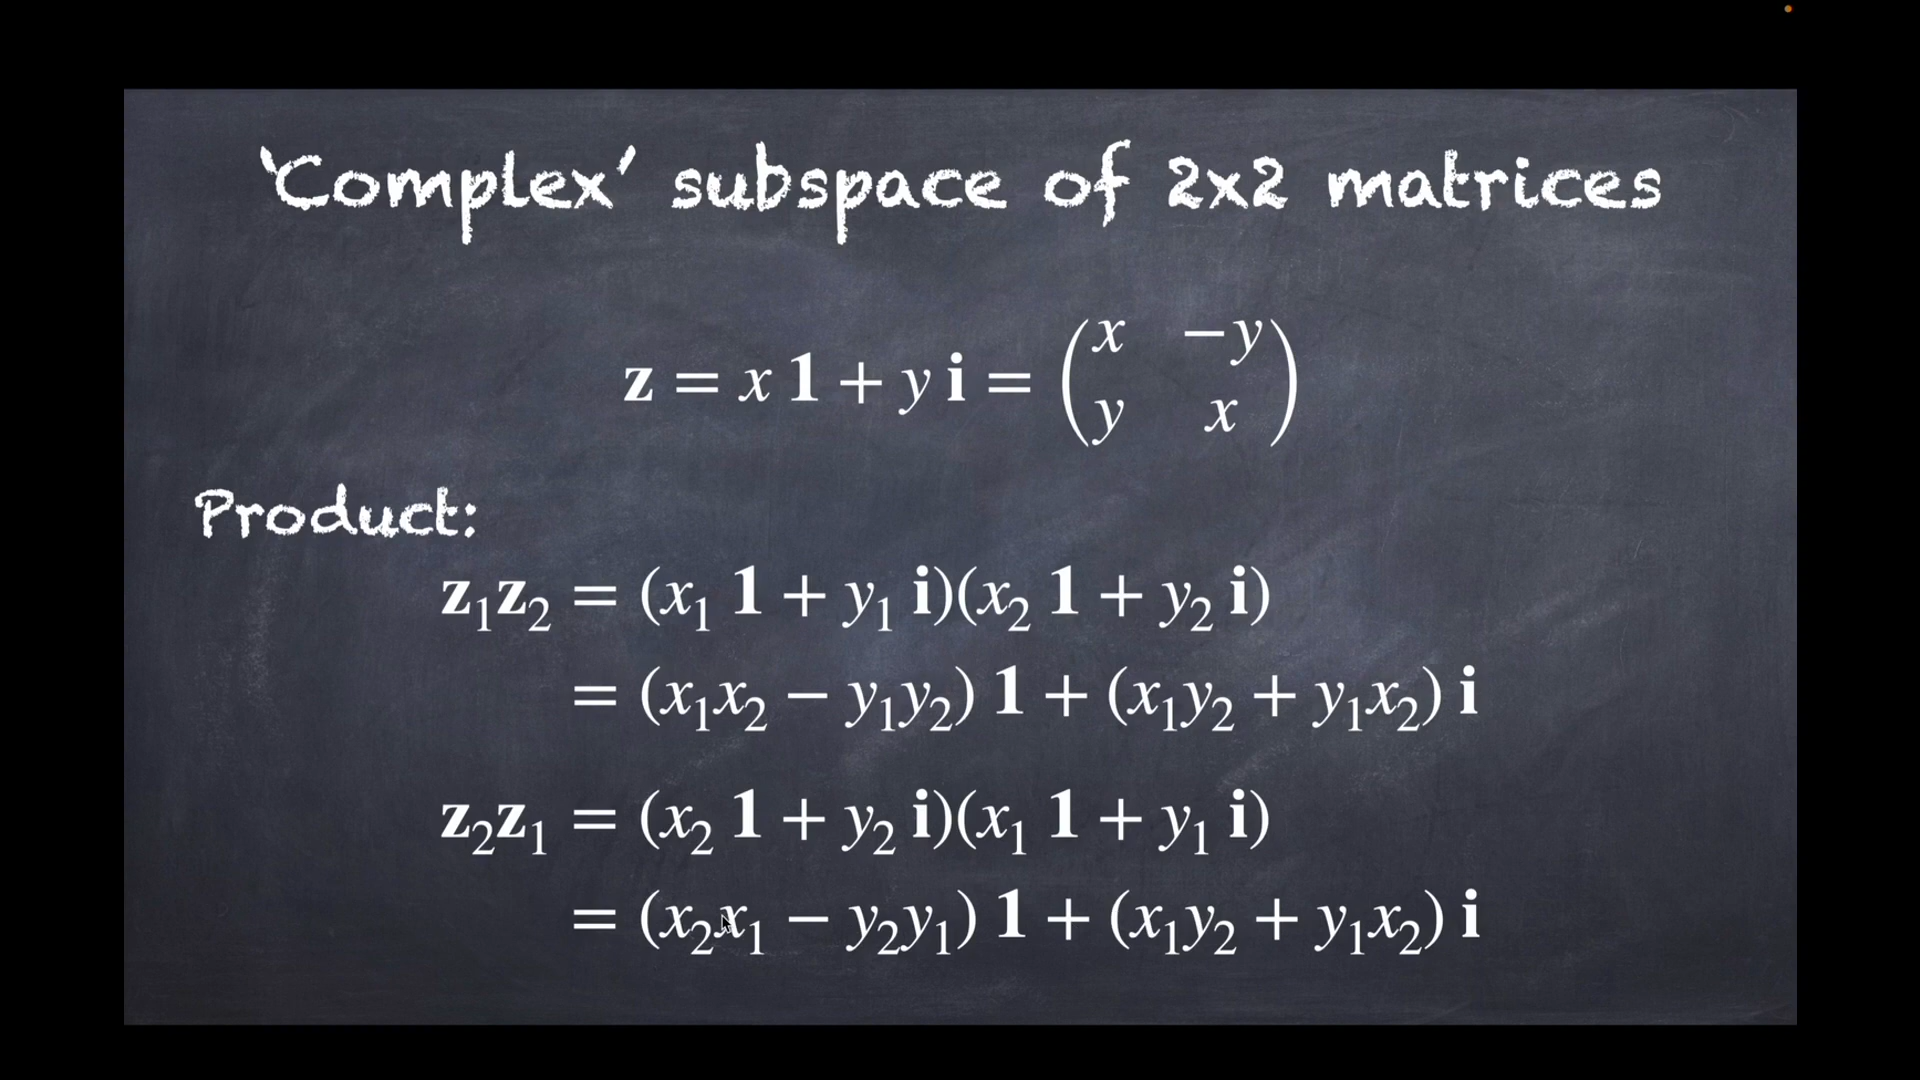 ‘Complex’ subspace of 2x2 matrices
z = x 1 + y i = ( x −y
y x )
Product:
z₁z₂ = (x₁ 1 + y₁ i)(x₂ 1 + y₂ i)
= (x₁x₂ − y₁y₂) 1 + (x₁y₂ + y₁x₂) i
z₂z₁ = (x₂ 1 + y₂ i)(x₁ 1 + y₁ i)
= (x₂x₁ − y₂y₁) 1 + (x₁y₂ + y₁x₂) i